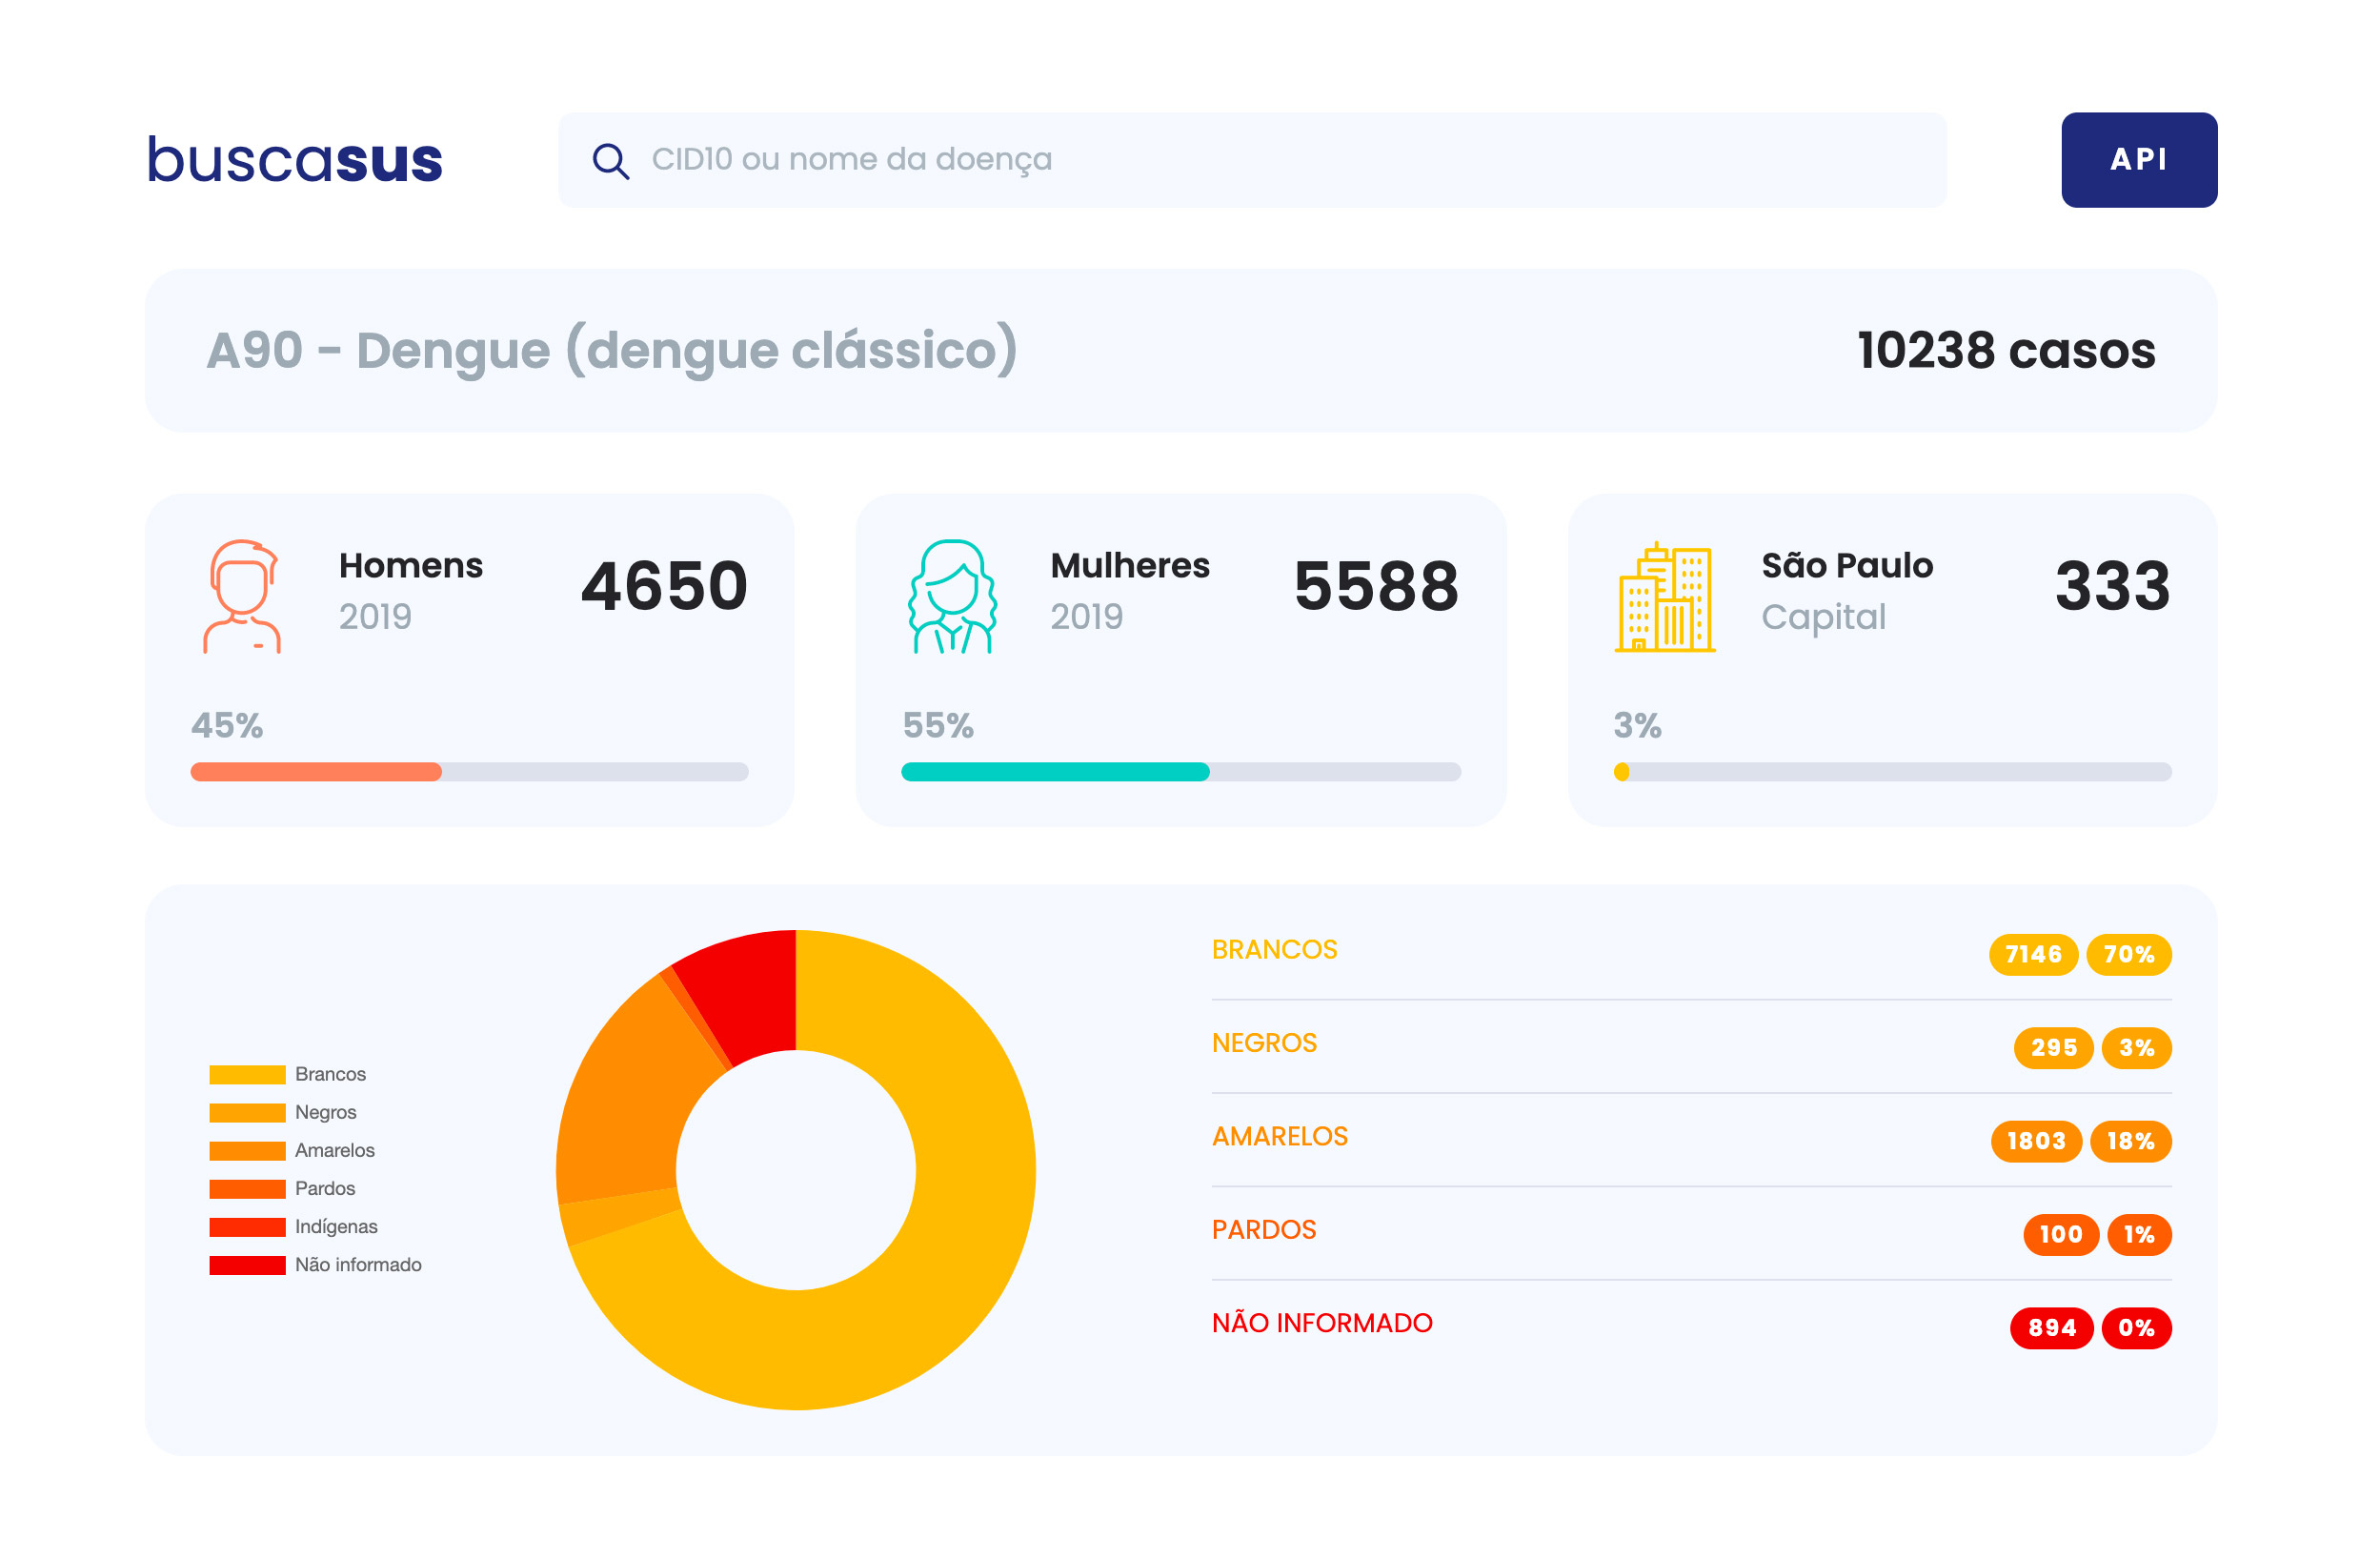 buscasus
CID10 ou nome da doença
API
A90 - Dengue (dengue clássico)
10238 casos
Homens
2019
4650
45%
Mulheres
2019
5588
55%
São Paulo
Capital
333
3%
Brancos
Negros
Amarelos
Pardos
Indígenas
Não informado
BRANCOS 7146 70%
NEGROS 295 3%
AMARELOS 1803 18%
PARDOS 100 1%
NÃO INFORMADO 894 0%